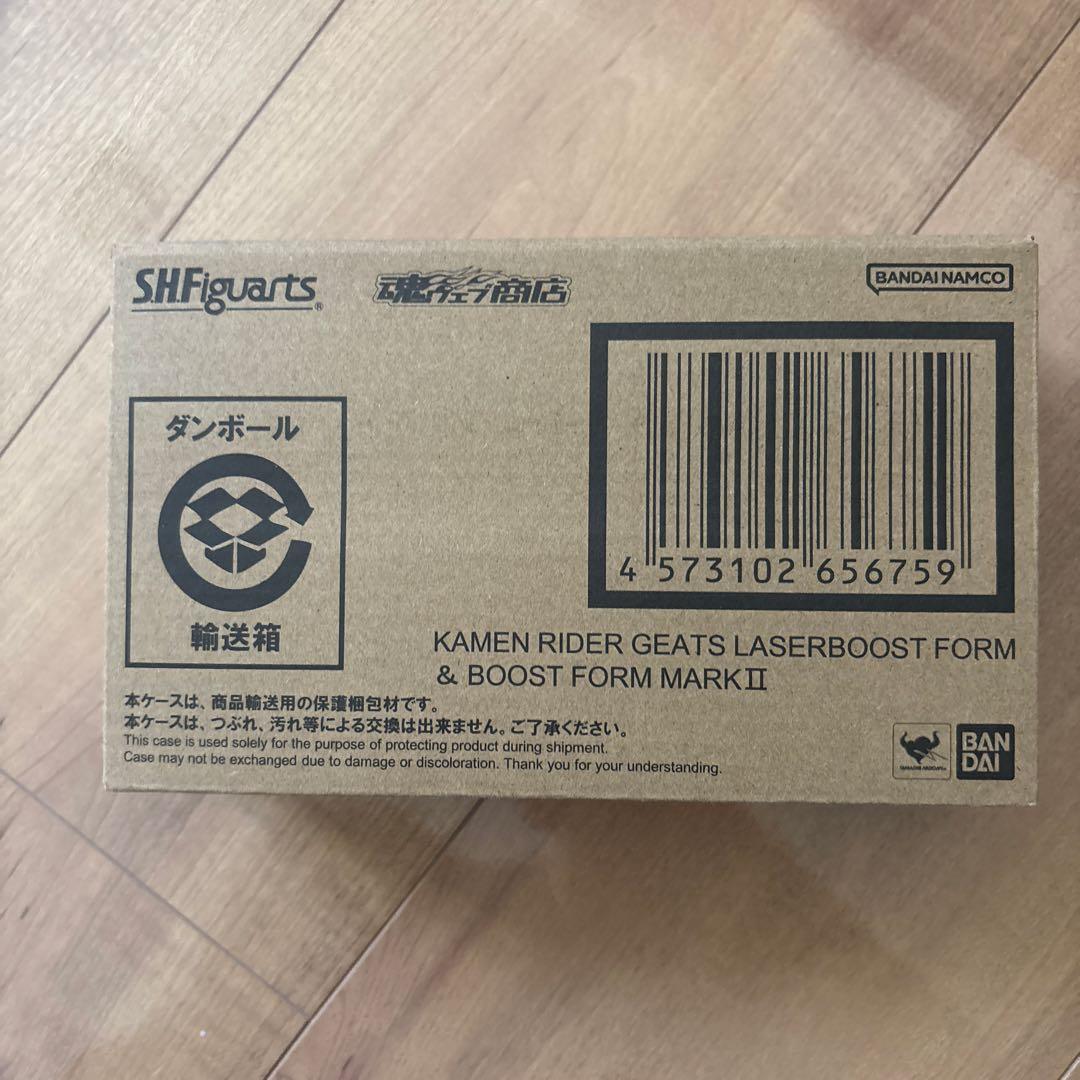 S.H.Figuarts®
魂ウェブ商店
BANDAI NAMCO
ダンボール
輸送箱
4 573102 656759
KAMEN RIDER GEATS LASERBOOST FORM
& BOOST FORM MARKⅡ
本ケースは、商品輸送用の保護梱包材です。
本ケースは、つぶれ、汚れ等による交換は出来ません。ご了承ください。
This case is used solely for the purpose of protecting product during shipment.
Case may not be exchanged due to damage or discoloration. Thank you for your understanding.
BAN
DAI